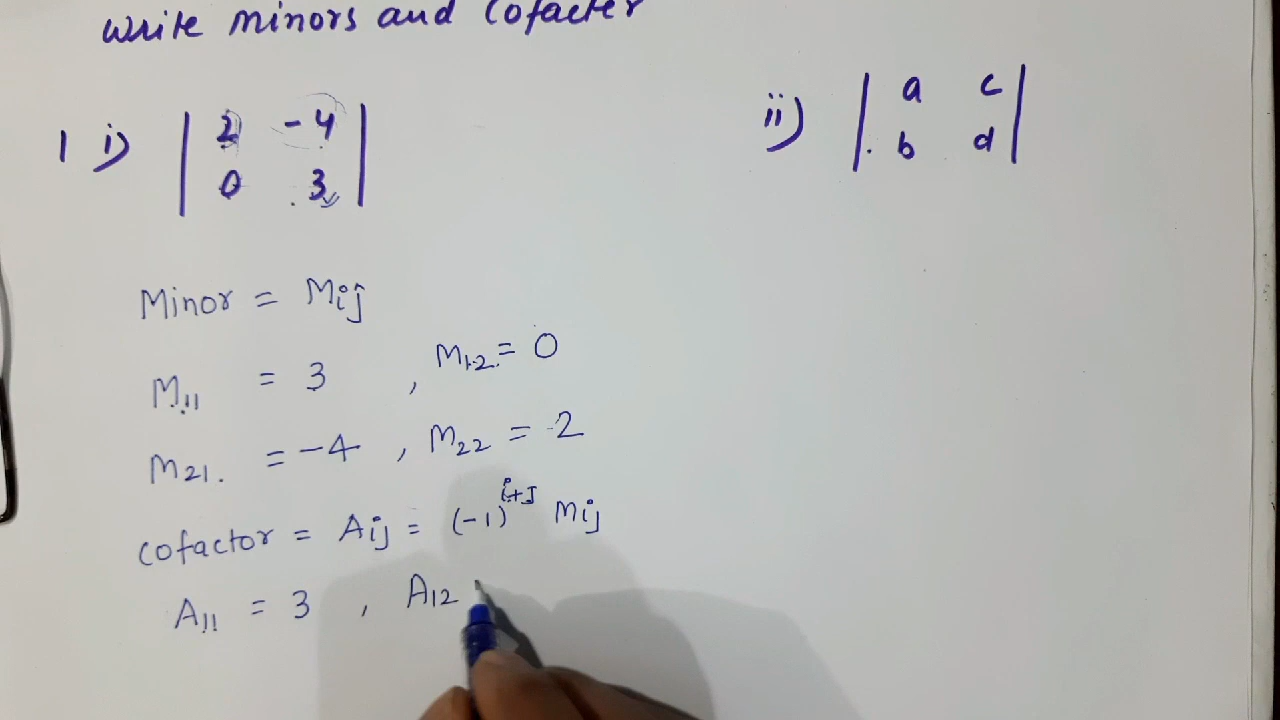 write minors and cofacter
1 i) | 2 -4 |
| 0 3 |
ii) | a c |
| b d |
Minor = Mij
M11 = 3 , M12 = 0
M21. = -4 , M22 = 2
cofactor = Aij = (-1)^i+j Mij
A11 = 3 , A12